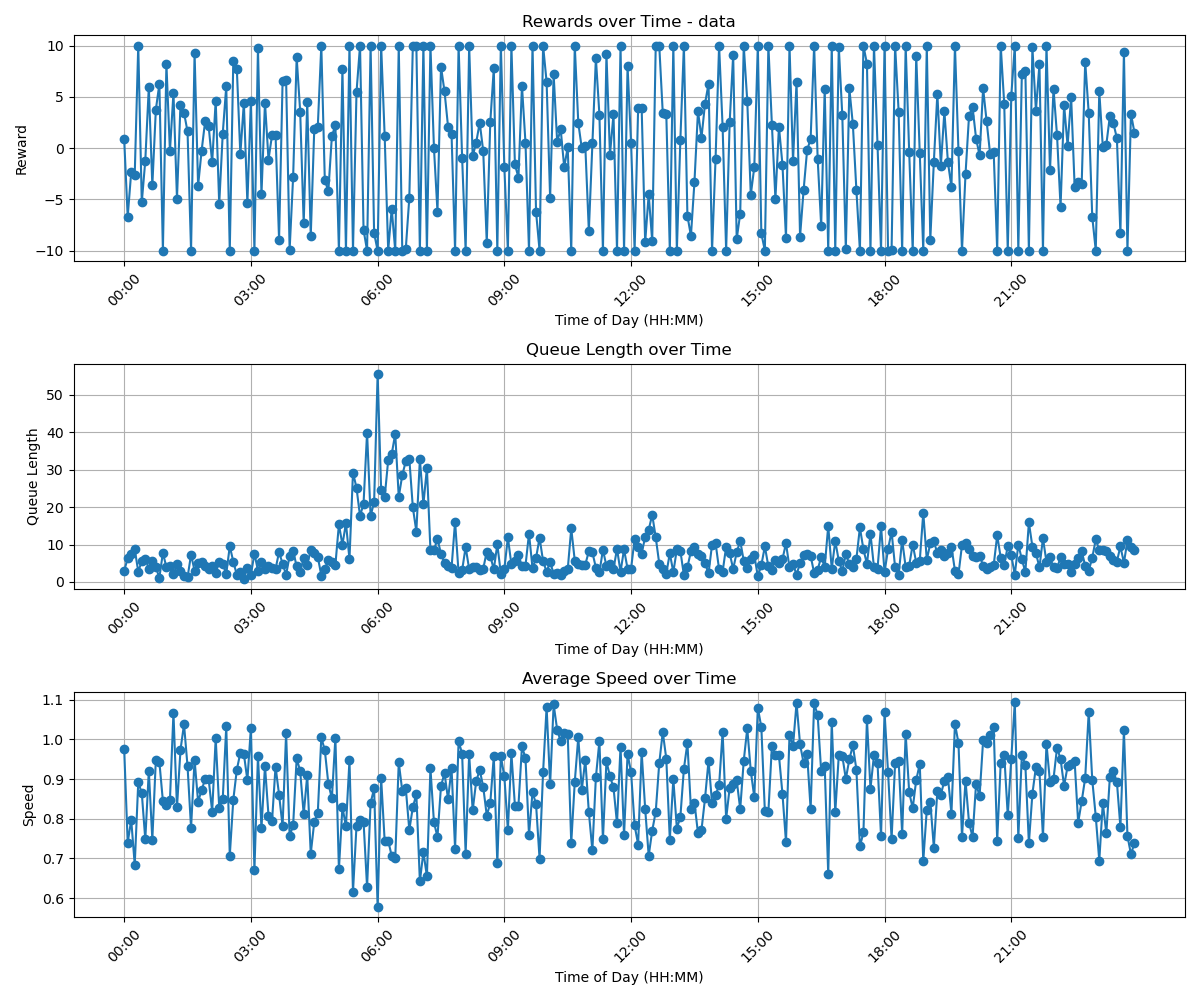 Rewards over Time - data
10
5
0
−5
−10
Reward
00:00 03:00 06:00 09:00 12:00 15:00 18:00 21:00
Time of Day (HH:MM)
Queue Length over Time
50
40
30
20
10
0
Queue Length
00:00 03:00 06:00 09:00 12:00 15:00 18:00 21:00
Time of Day (HH:MM)
Average Speed over Time
1.1
1.0
0.9
0.8
0.7
0.6
Speed
00:00 03:00 06:00 09:00 12:00 15:00 18:00 21:00
Time of Day (HH:MM)